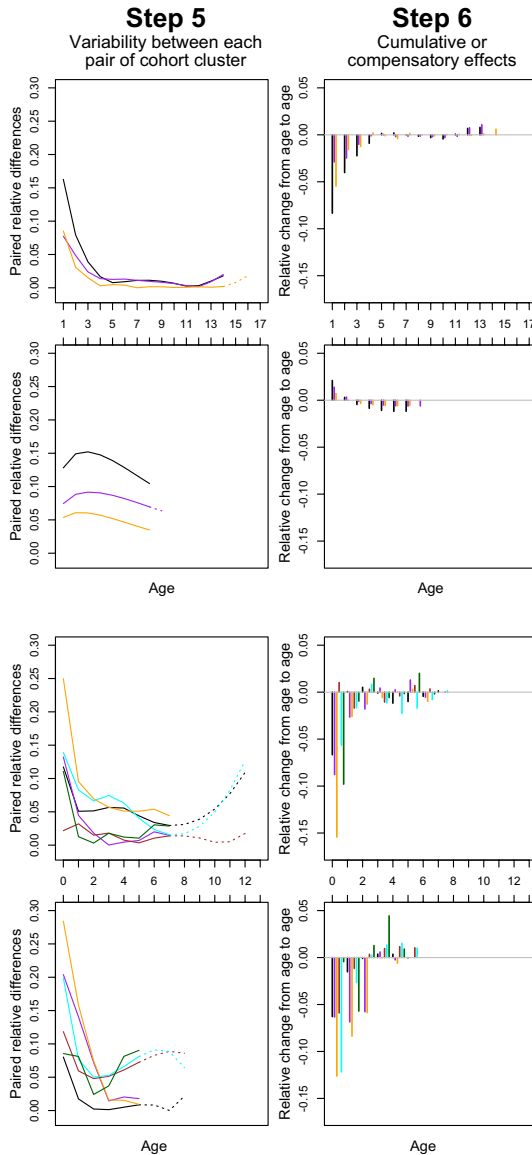 Step 5
Variability between each
pair of cohort cluster
Step 6
Cumulative or
compensatory effects
Paired relative differences
0.00 0.05 0.10 0.15 0.20 0.25 0.30
1 3 5 7 9 11 13 15 17
Relative change from age to age
-0.15 -0.10 -0.05 0.00 0.05
1 3 5 7 9 11 13 15 17
Paired relative differences
0.00 0.05 0.10 0.15 0.20 0.25 0.30
Age
Relative change from age to age
-0.15 -0.10 -0.05 0.00 0.05
Age
Paired relative differences
0.00 0.05 0.10 0.15 0.20 0.25 0.30
0 2 4 6 8 10 12
Relative change from age to age
-0.15 -0.10 -0.05 0.00 0.05
0 2 4 6 8 10 12
Paired relative differences
0.00 0.05 0.10 0.15 0.20 0.25 0.30
Age
Relative change from age to age
-0.15 -0.10 -0.05 0.00 0.05
Age